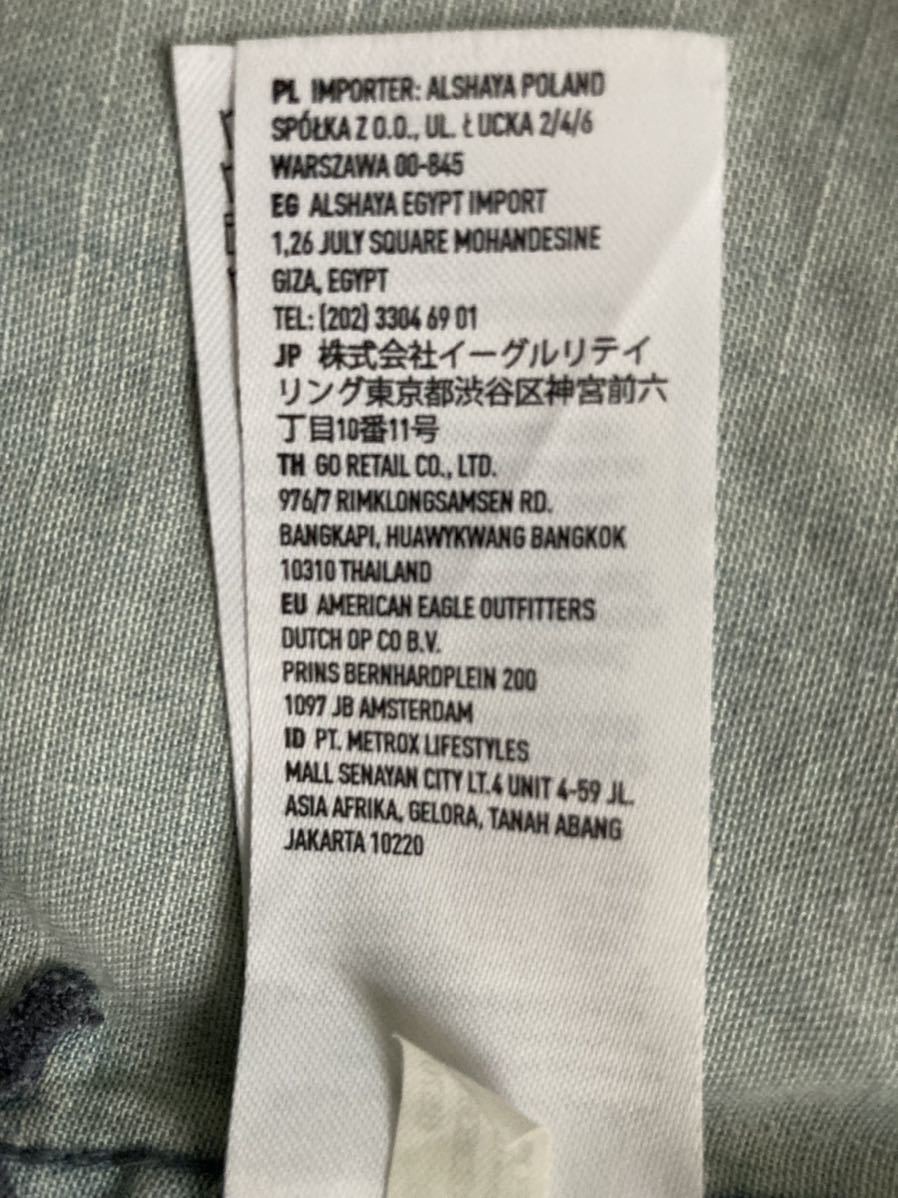 PL IMPORTER: ALSHAYA POLAND
SPÓŁKA Z O.O., UL. ŁUCKA 2/4/6
WARSZAWA 00-845
EG ALSHAYA EGYPT IMPORT
1,26 JULY SQUARE MOHANDESINE
GIZA, EGYPT
TEL: (202) 3304 69 01
JP 株式会社イーグルリテイ
リング東京都渋谷区神宮前六
丁目10番11号
TH GO RETAIL CO., LTD.
976/7 RIMKLONGSAMSEN RD.
BANGKAPI, HUAWYKWANG BANGKOK
10310 THAILAND
EU AMERICAN EAGLE OUTFITTERS
DUTCH OP CO B.V.
PRINS BERNHARDPLEIN 200
1097 JB AMSTERDAM
ID PT. METROX LIFESTYLES
MALL SENAYAN CITY LT.4 UNIT 4-59 JL.
ASIA AFRIKA, GELORA, TANAH ABANG
JAKARTA 10220